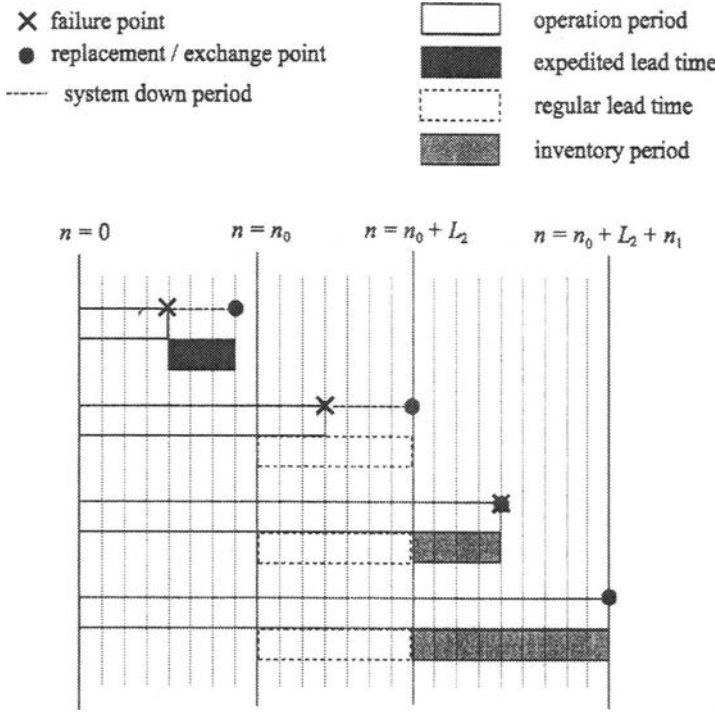 failure point
replacement / exchange point
system down period
operation period
expedited lead time
regular lead time
inventory period
n = 0
n = n₀
n = n₀ + L₂
n = n₀ + L₂ + n₁